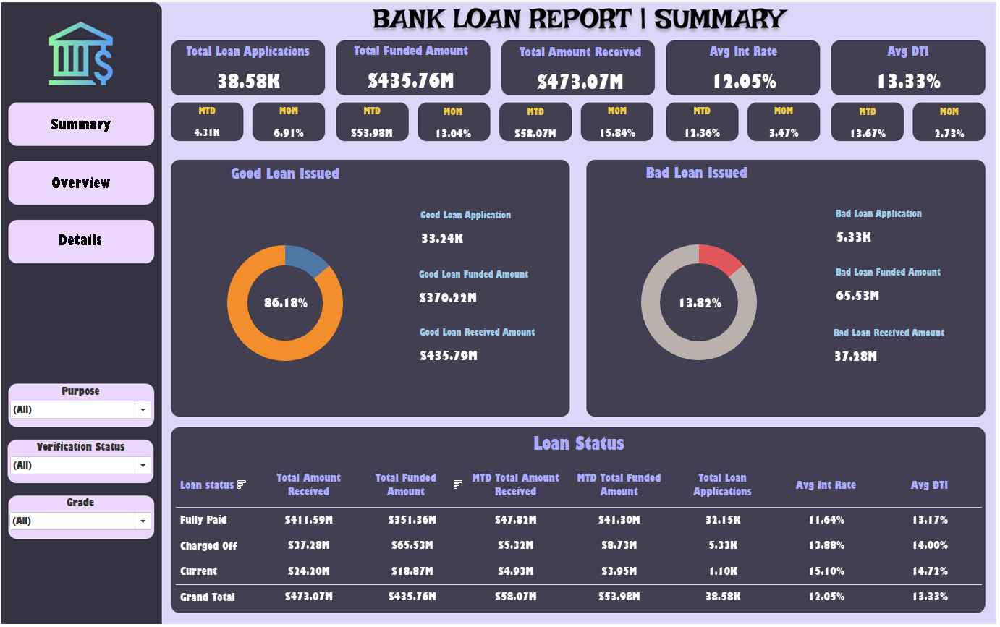 BANK LOAN REPORT | SUMMARY
Total Loan Applications
38.58K
Total Funded Amount
$435.76M
Total Amount Received
$473.07M
Avg Int Rate
12.05%
Avg DTI
13.33%
MTD
4.31K
MOM
6.91%
MTD
$53.98M
MOM
13.04%
MTD
$58.07M
MOM
15.84%
MTD
12.36%
MOM
3.47%
MTD
13.67%
MOM
2.73%
Summary
Overview
Details
Purpose
(All)
Verification Status
(All)
Grade
(All)
Good Loan Issued
86.18%
Good Loan Application
33.24K
Good Loan Funded Amount
$370.22M
Good Loan Received Amount
$435.79M
Bad Loan Issued
13.82%
Bad Loan Application
5.33K
Bad Loan Funded Amount
65.53M
Bad Loan Received Amount
37.28M
Loan Status
Loan status Total Amount Received Total Funded Amount MTD Total Amount Received MTD Total Funded Amount Total Loan Applications Avg Int Rate Avg DTI
Fully Paid $411.59M $351.36M $47.82M $41.30M 32.15K 11.64% 13.17%
Charged Off $37.28M $65.53M $5.32M $8.73M 5.33K 13.88% 14.00%
Current $24.20M $18.87M $4.93M $3.95M 1.10K 15.10% 14.72%
Grand Total $473.07M $435.76M $58.07M $53.98M 38.58K 12.05% 13.33%